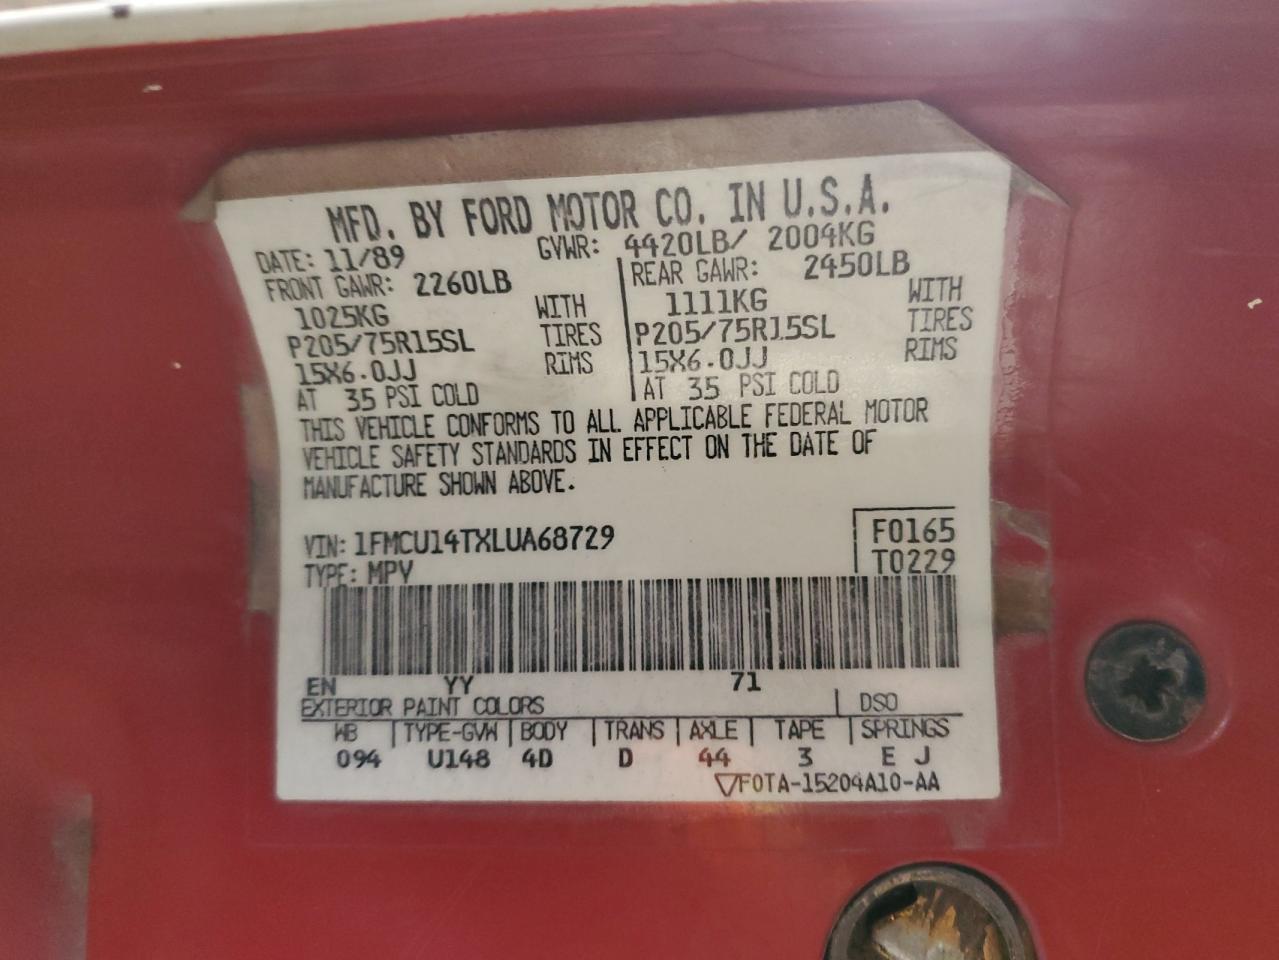 MFD. BY FORD MOTOR CO. IN U.S.A.
DATE: 11/89 GVWR: 4420LB/ 2004KG
FRONT GAWR: 2260LB REAR GAWR: 2450LB
1025KG WITH 1111KG WITH
P205/75R15SL TIRES P205/75R15SL TIRES
15X6.0JJ RIMS 15X6.0JJ RIMS
AT 35 PSI COLD AT 35 PSI COLD
THIS VEHICLE CONFORMS TO ALL APPLICABLE FEDERAL MOTOR
VEHICLE SAFETY STANDARDS IN EFFECT ON THE DATE OF
MANUFACTURE SHOWN ABOVE.
VIN: 1FMCU14TXLUA68729 F0165
TYPE: MPV T0229
EN YY 71
EXTERIOR PAINT COLORS DSO
WB TYPE-GVW BODY TRANS AXLE TAPE SPRINGS
094 U148 4D D 44 3 E J
▽F0TA-15204A10-AA